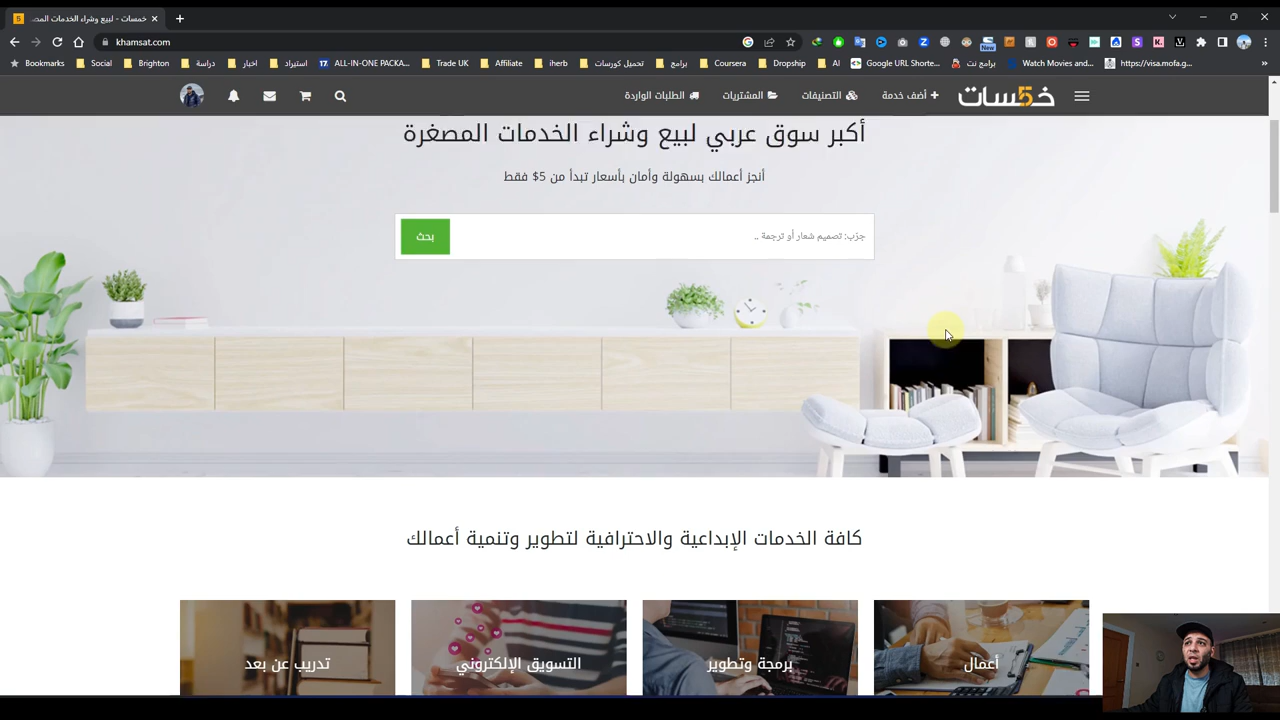 خمسات - لبيع وشراء الخدمات المص
khamsat.com
New
Bookmarks
Social
Brighton
دراسة
اخبار
استيراد
17 ALL-IN-ONE PACKA...
Trade UK
Affiliate
iherb
تحميل كورسات
برامج
Coursera
Dropship
AI
Google URL Shorte...
برامج نت
Watch Movies and...
https://visa.mofa.g...
خمسات
أضف خدمة
التصنيفات
المشتريات
الطلبات الواردة
أكبر سوق عربي لبيع وشراء الخدمات المصغرة
أنجز أعمالك بسهولة وأمان بأسعار تبدأ من 5$ فقط
جرّب: تصميم شعار أو ترجمة ..
بحث
كافة الخدمات الإبداعية والاحترافية لتطوير وتنمية أعمالك
أعمال
برمجة وتطوير
التسويق الإلكتروني
تدريب عن بعد